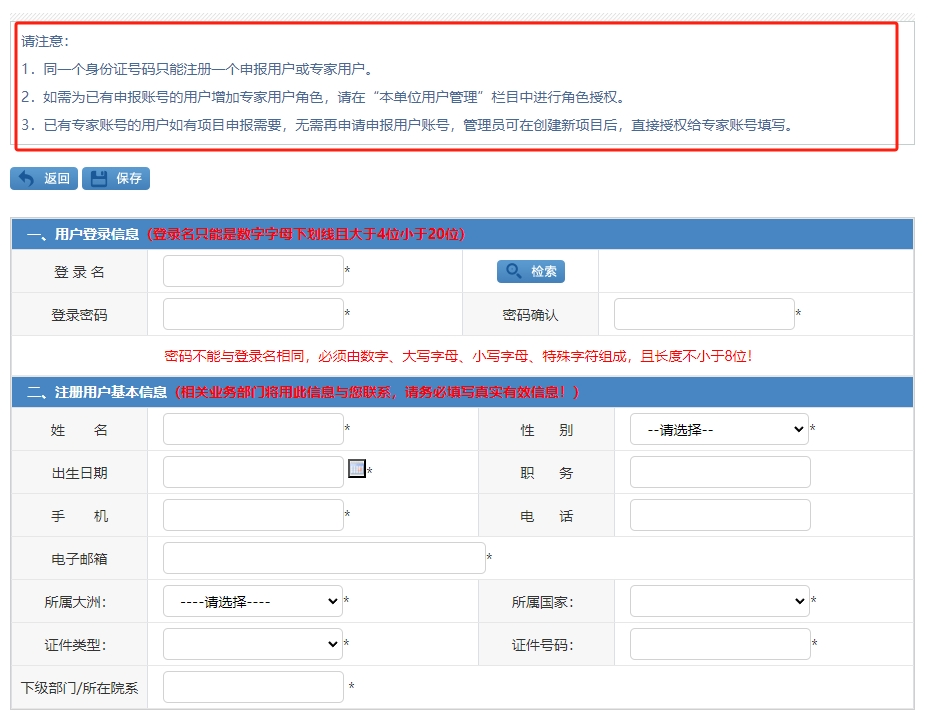 请注意：
1．同一个身份证号码只能注册一个申报用户或专家用户。
2．如需为已有申报账号的用户增加专家用户角色，请在“本单位用户管理”栏目中进行角色授权。
3．已有专家账号的用户如有项目申报需要，无需再申请申报用户账号，管理员可在创建新项目后，直接授权给专家账号填写。
返回 保存
一、用户登录信息（登录名只能是数字字母下划线且大于4位小于20位）
登 录 名 * 检索
登录密码 * 密码确认 *
密码不能与登录名相同，必须由数字、大写字母、小写字母、特殊字符组成，且长度不小于8位！
二、注册用户基本信息（相关业务部门将用此信息与您联系，请务必填写真实有效信息！）
姓 名 * 性 别 --请选择-- *
出生日期 * 职 务
手 机 * 电 话
电子邮箱 *
所属大洲： ----请选择---- * 所属国家： *
证件类型： * 证件号码： *
下级部门/所在院系 *